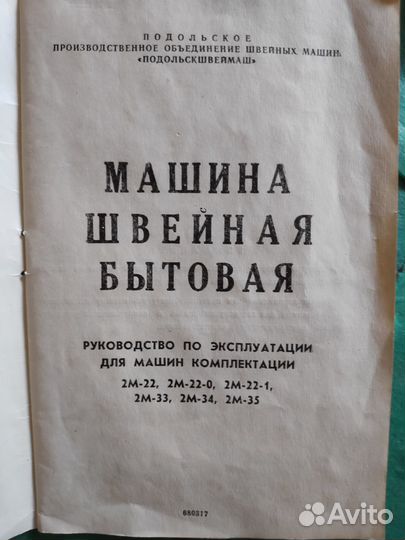 ПОДОЛЬСКОЕ
ПРОИЗВОДСТВЕННОЕ ОБЪЕДИНЕНИЕ ШВЕЙНЫХ МАШИН
«ПОДОЛЬСКШВЕЙМАШ»
МАШИНА
ШВЕЙНАЯ
БЫТОВАЯ
РУКОВОДСТВО ПО ЭКСПЛУАТАЦИИ
ДЛЯ МАШИН КОМПЛЕКТАЦИИ
2М-22, 2М-22-0, 2М-22-1,
2М-33, 2М-34, 2М-35
680317
Avito